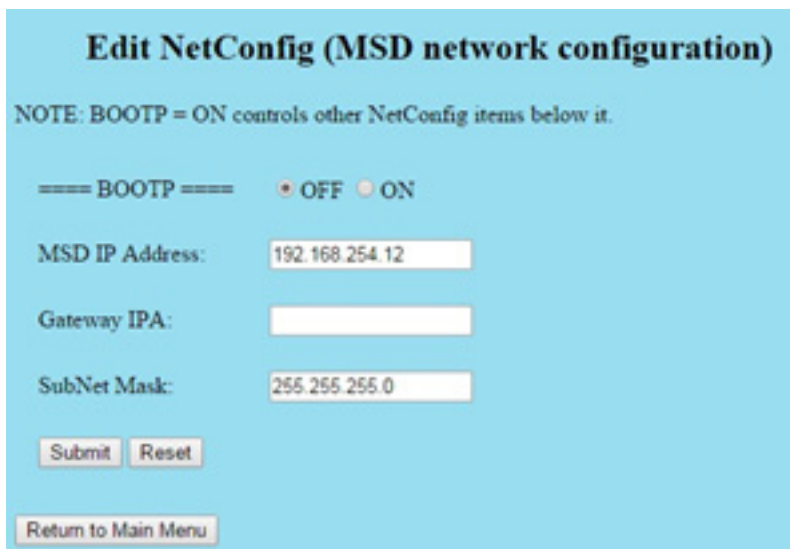 Edit NetConfig (MSD network configuration)
NOTE: BOOTP = ON controls other NetConfig items below it.
==== BOOTP ==== OFF ON
MSD IP Address: 192.168.254.12
Gateway IPA:
SubNet Mask: 255.255.255.0
Submit Reset
Return to Main Menu